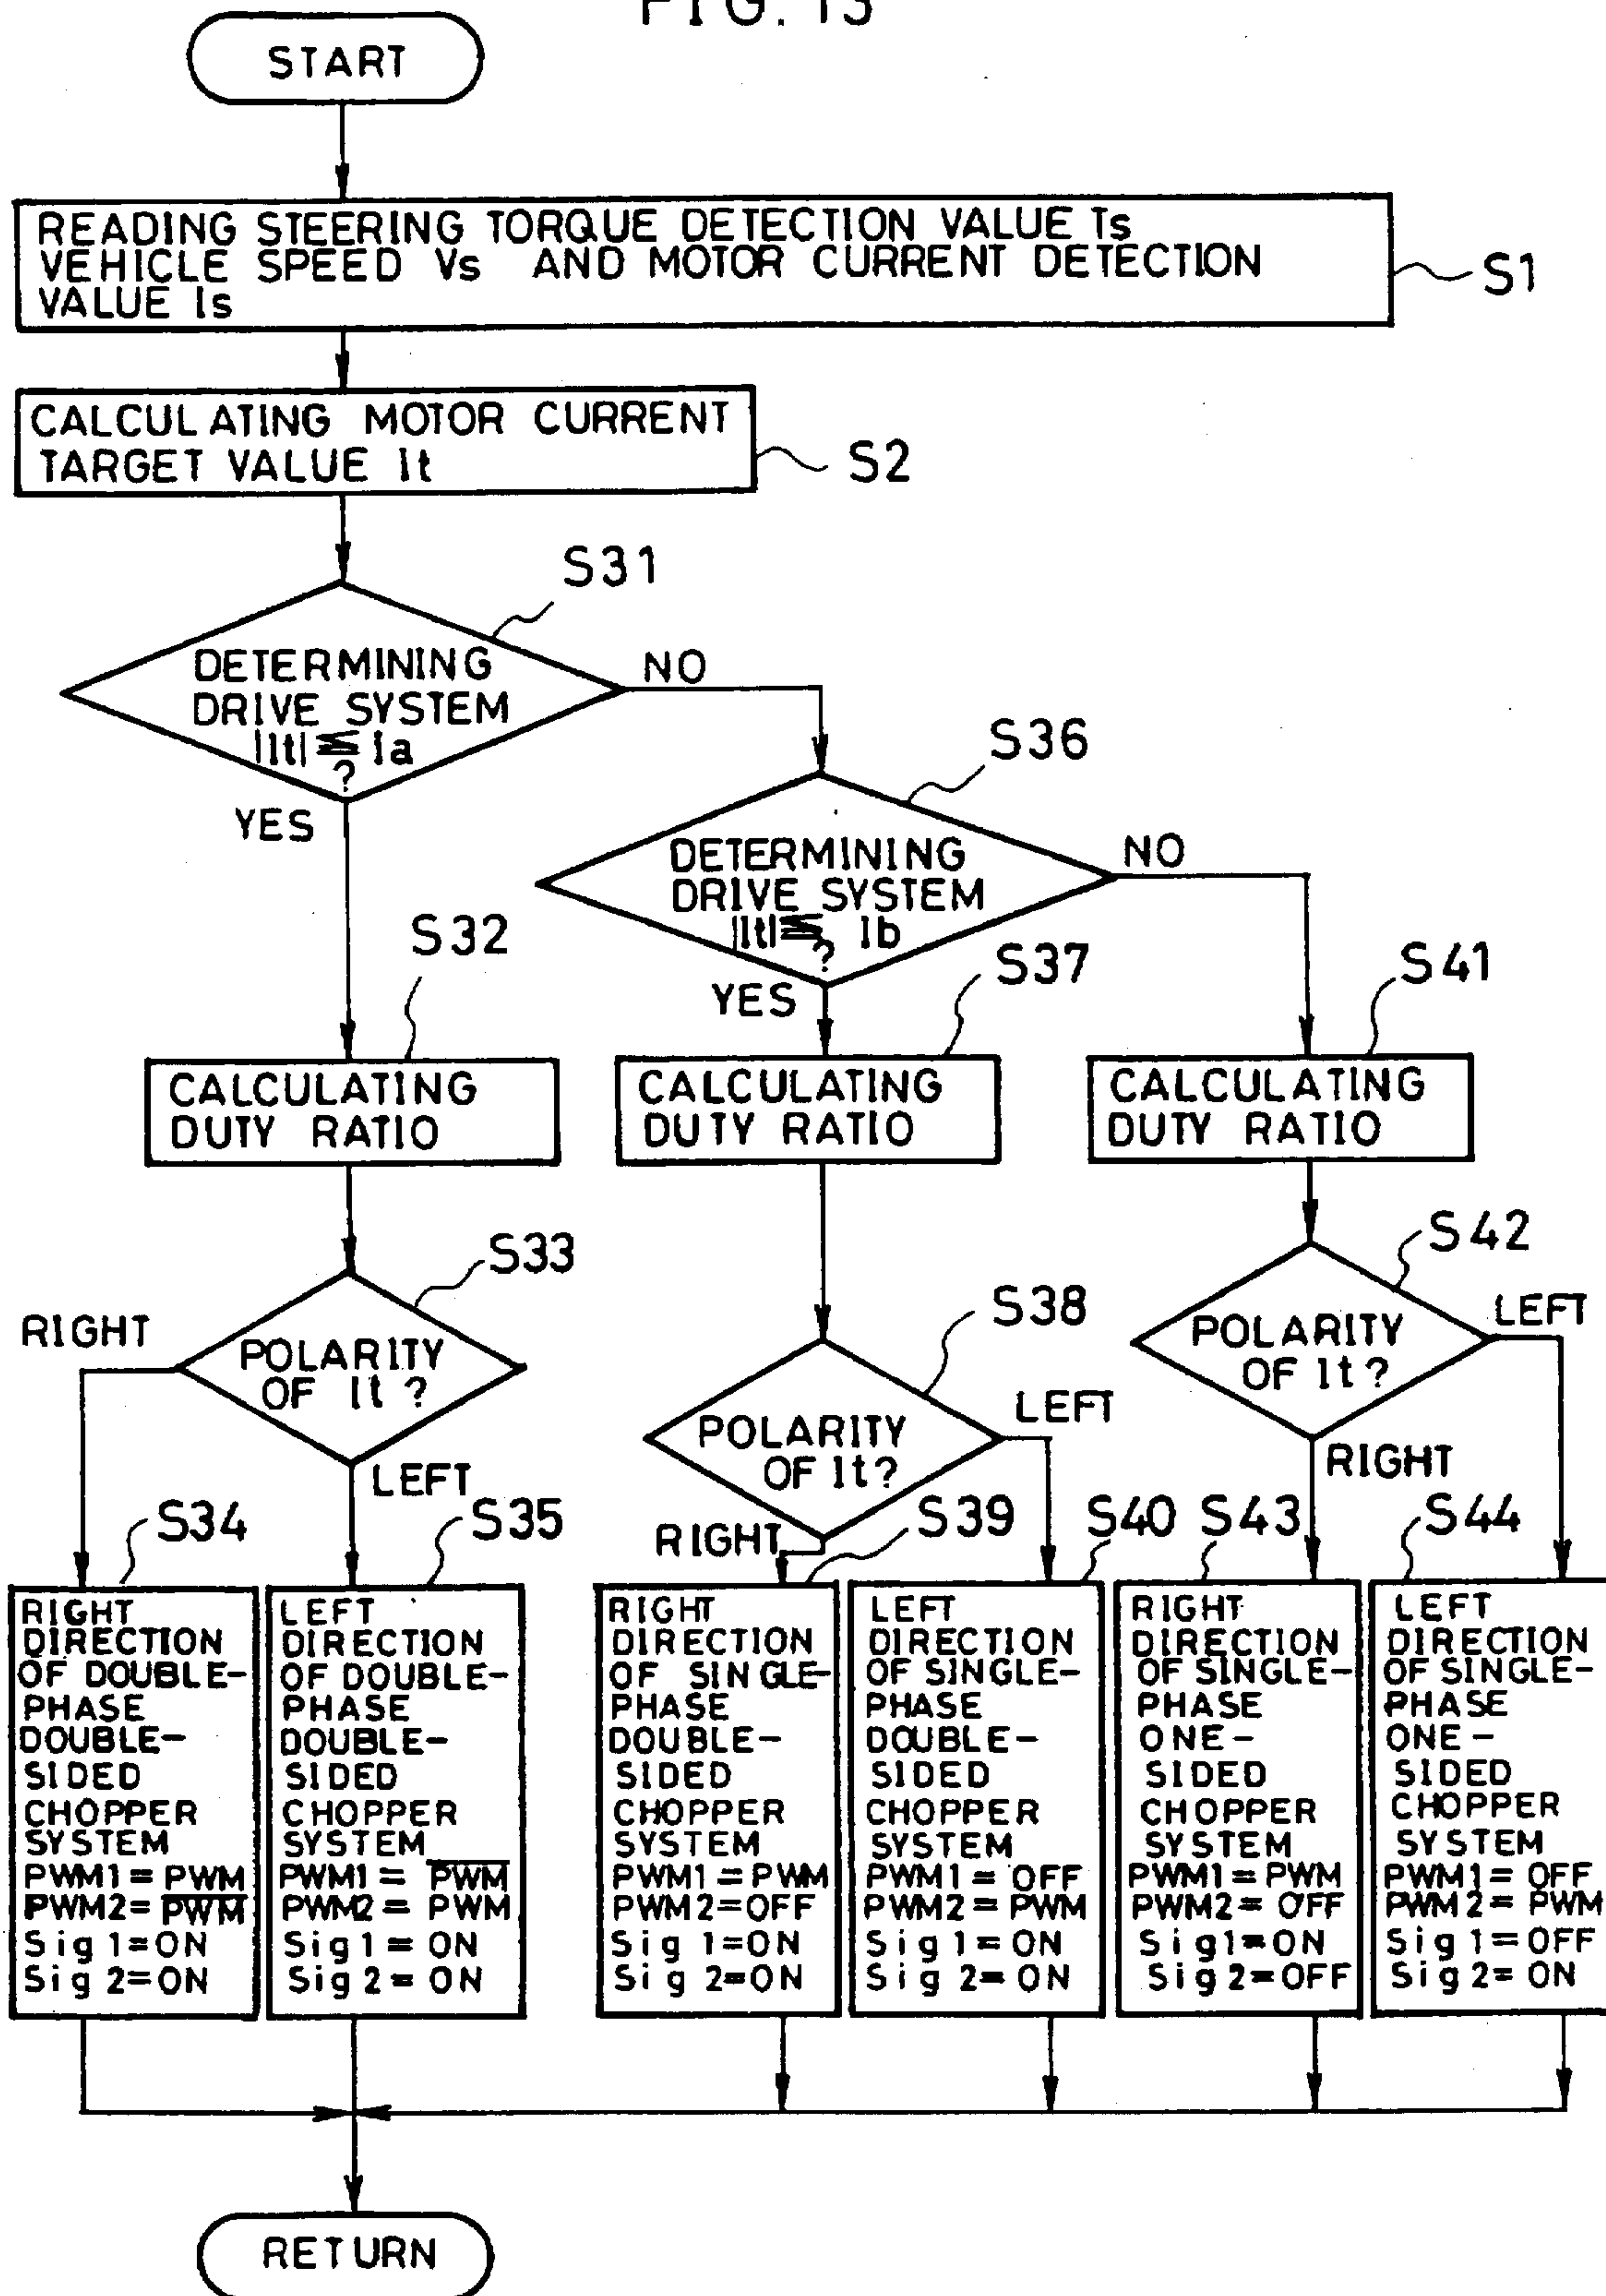 FIG. 13
START
READING STEERING TORQUE DETECTION VALUE Ts
VEHICLE SPEED Vs AND MOTOR CURRENT DETECTION
VALUE Is
S1
CALCULATING MOTOR CURRENT
TARGET VALUE It
S2
S31
DETERMINING
DRIVE SYSTEM
|It| ≦ Ia
?
NO
YES
S36
DETERMINING
DRIVE SYSTEM
|It| ≦ Ib
?
NO
YES
S32
CALCULATING
DUTY RATIO
S37
CALCULATING
DUTY RATIO
S41
CALCULATING
DUTY RATIO
S33
POLARITY
OF It ?
RIGHT
LEFT
S38
POLARITY
OF It ?
LEFT
RIGHT
S42
POLARITY
OF It ?
LEFT
RIGHT
S34
RIGHT
DIRECTION
OF DOUBLE-
PHASE
DOUBLE-
SIDED
CHOPPER
SYSTEM
PWM1 = PWM
PWM2 = P̅W̅M̅
Sig 1 = ON
Sig 2 = ON
S35
LEFT
DIRECTION
OF DOUBLE-
PHASE
DOUBLE-
SIDED
CHOPPER
SYSTEM
PWM1 = P̅W̅M̅
PWM2 = PWM
Sig 1 = ON
Sig 2 = ON
S39
RIGHT
DIRECTION
OF SINGLE-
PHASE
DOUBLE-
SIDED
CHOPPER
SYSTEM
PWM1 = PWM
PWM2 = OFF
Sig 1 = ON
Sig 2 = ON
S40
LEFT
DIRECTION
OF SINGLE-
PHASE
DOUBLE-
SIDED
CHOPPER
SYSTEM
PWM1 = OFF
PWM2 = PWM
Sig 1 = ON
Sig 2 = ON
S43
RIGHT
DIRECTION
OF SINGLE-
PHASE
ONE-
SIDED
CHOPPER
SYSTEM
PWM1 = PWM
PWM2 = OFF
Sig 1 = ON
Sig 2 = OFF
S44
LEFT
DIRECTION
OF SINGLE-
PHASE
ONE-
SIDED
CHOPPER
SYSTEM
PWM1 = OFF
PWM2 = PWM
Sig 1 = OFF
Sig 2 = ON
RETURN